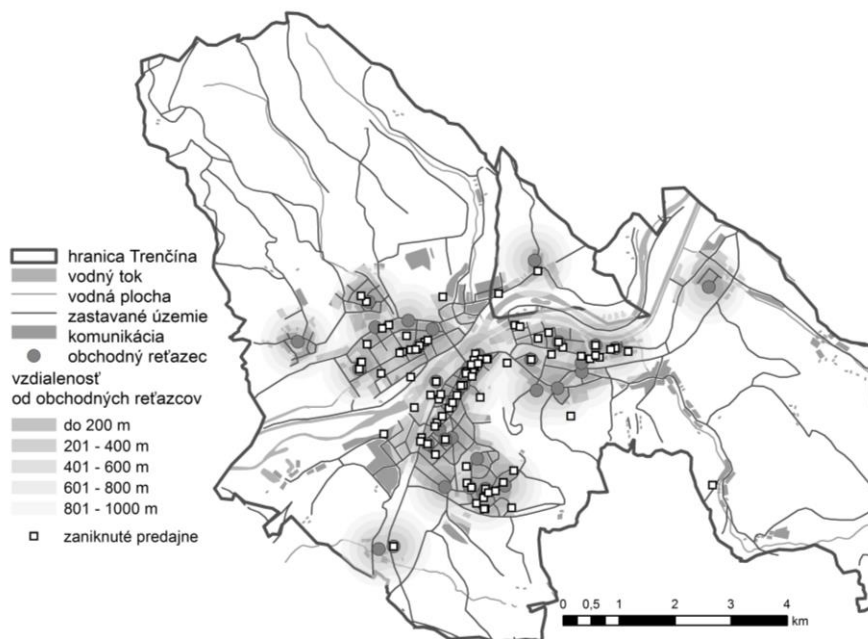 hranica Trenčína
vodný tok
vodná plocha
zastavané územie
komunikácia
obchodný reťazec
vzdialenosť
od obchodných reťazcov
do 200 m
201 - 400 m
401 - 600 m
601 - 800 m
801 - 1000 m
zaniknuté predajne
0 0,5 1 2 3 4
km